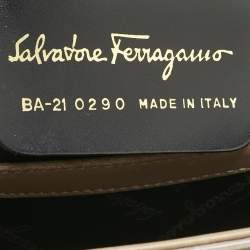 Salvatore Ferragamo
BA-21 0290 MADE IN ITALY